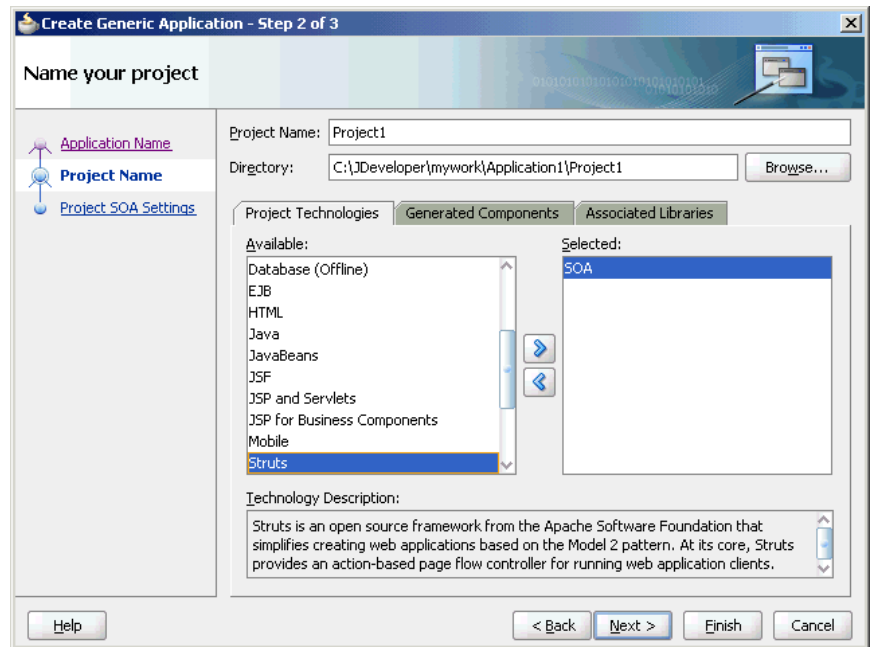 Create Generic Application - Step 2 of 3
Name your project
Application Name
Project Name
Project SOA Settings
Project Name: Project1
Directory: C:\JDeveloper\mywork\Application1\Project1 Browse...
Project Technologies Generated Components Associated Libraries
Available:
Database (Offline)
EJB
HTML
Java
JavaBeans
JSF
JSP and Servlets
JSP for Business Components
Mobile
Struts
Selected:
SOA
Technology Description:
Struts is an open source framework from the Apache Software Foundation that
simplifies creating web applications based on the Model 2 pattern. At its core, Struts
provides an action-based page flow controller for running web application clients.
Help < Back Next > Finish Cancel